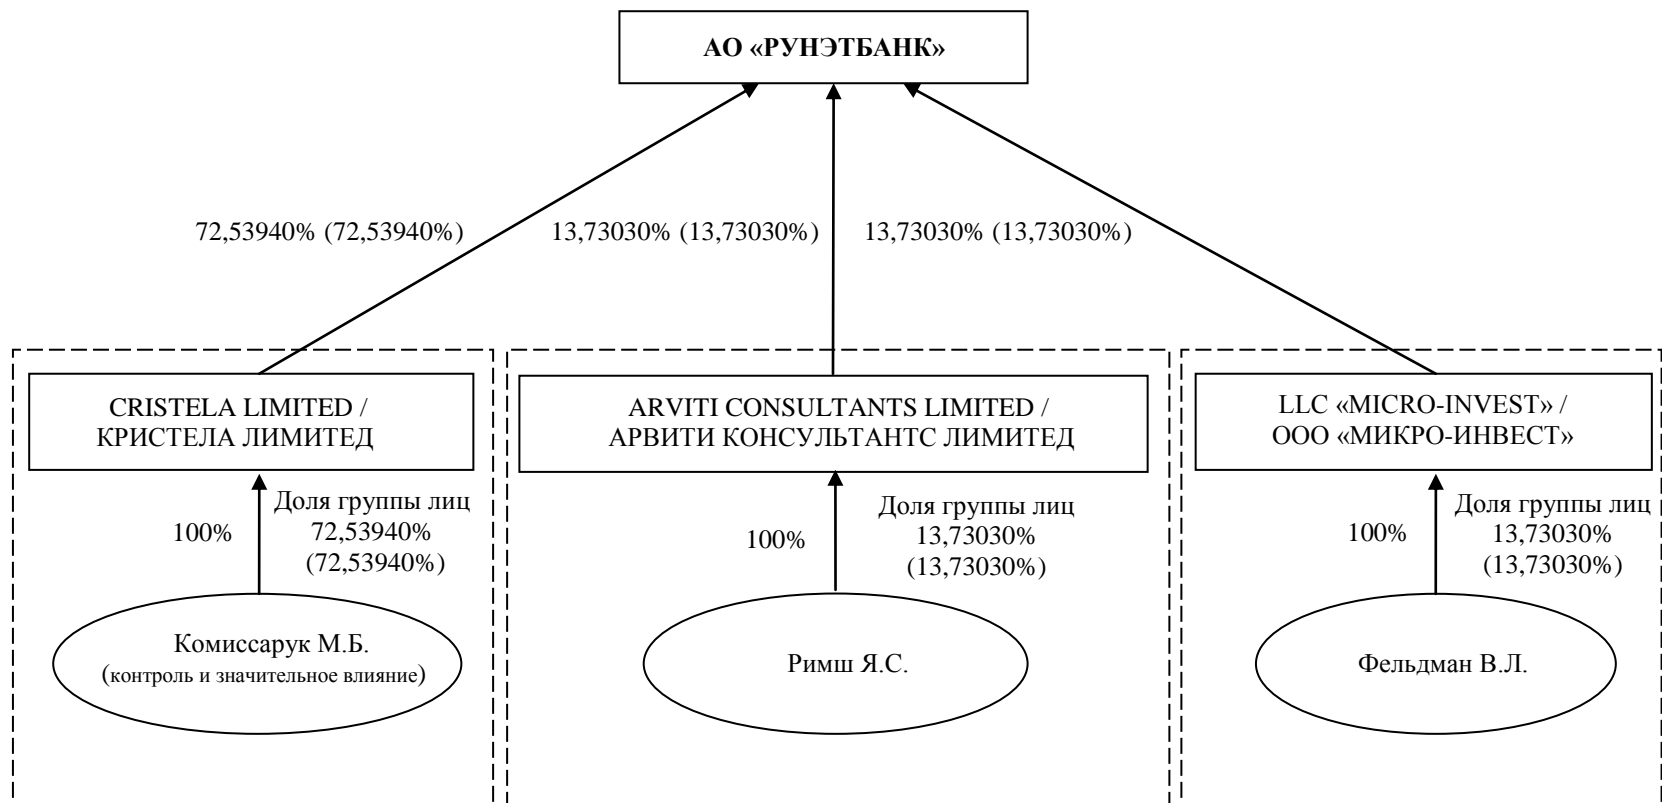 АО «РУНЭТБАНК»
72,53940% (72,53940%)
13,73030% (13,73030%)
13,73030% (13,73030%)
CRISTELA LIMITED /
КРИСТЕЛА ЛИМИТЕД
ARVITI CONSULTANTS LIMITED /
АРВИТИ КОНСУЛЬТАНТС ЛИМИТЕД
LLC «MICRO-INVEST» /
ООО «МИКРО-ИНВЕСТ»
100%
Доля группы лиц
72,53940%
(72,53940%)
100%
Доля группы лиц
13,73030%
(13,73030%)
100%
Доля группы лиц
13,73030%
(13,73030%)
Комиссарук М.Б.
(контроль и значительное влияние)
Римш Я.С.
Фельдман В.Л.